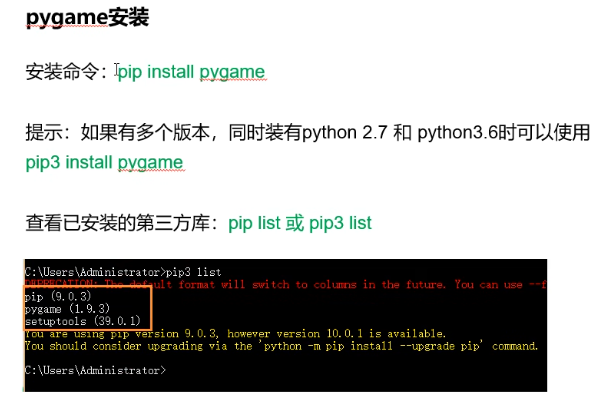 pygame安装
安装命令：pip install pygame
提示：如果有多个版本，同时装有python 2.7 和 python3.6时可以使用
pip3 install pygame
查看已安装的第三方库：pip list 或 pip3 list
C:\Users\Administrator>pip3 list
DEPRECATION: The default format will switch to columns in the future. You can use --f
pip (9.0.3)
pygame (1.9.3)
setuptools (39.0.1)
You are using pip version 9.0.3, however version 10.0.1 is available.
You should consider upgrading via the 'python -m pip install --upgrade pip' command.
C:\Users\Administrator>